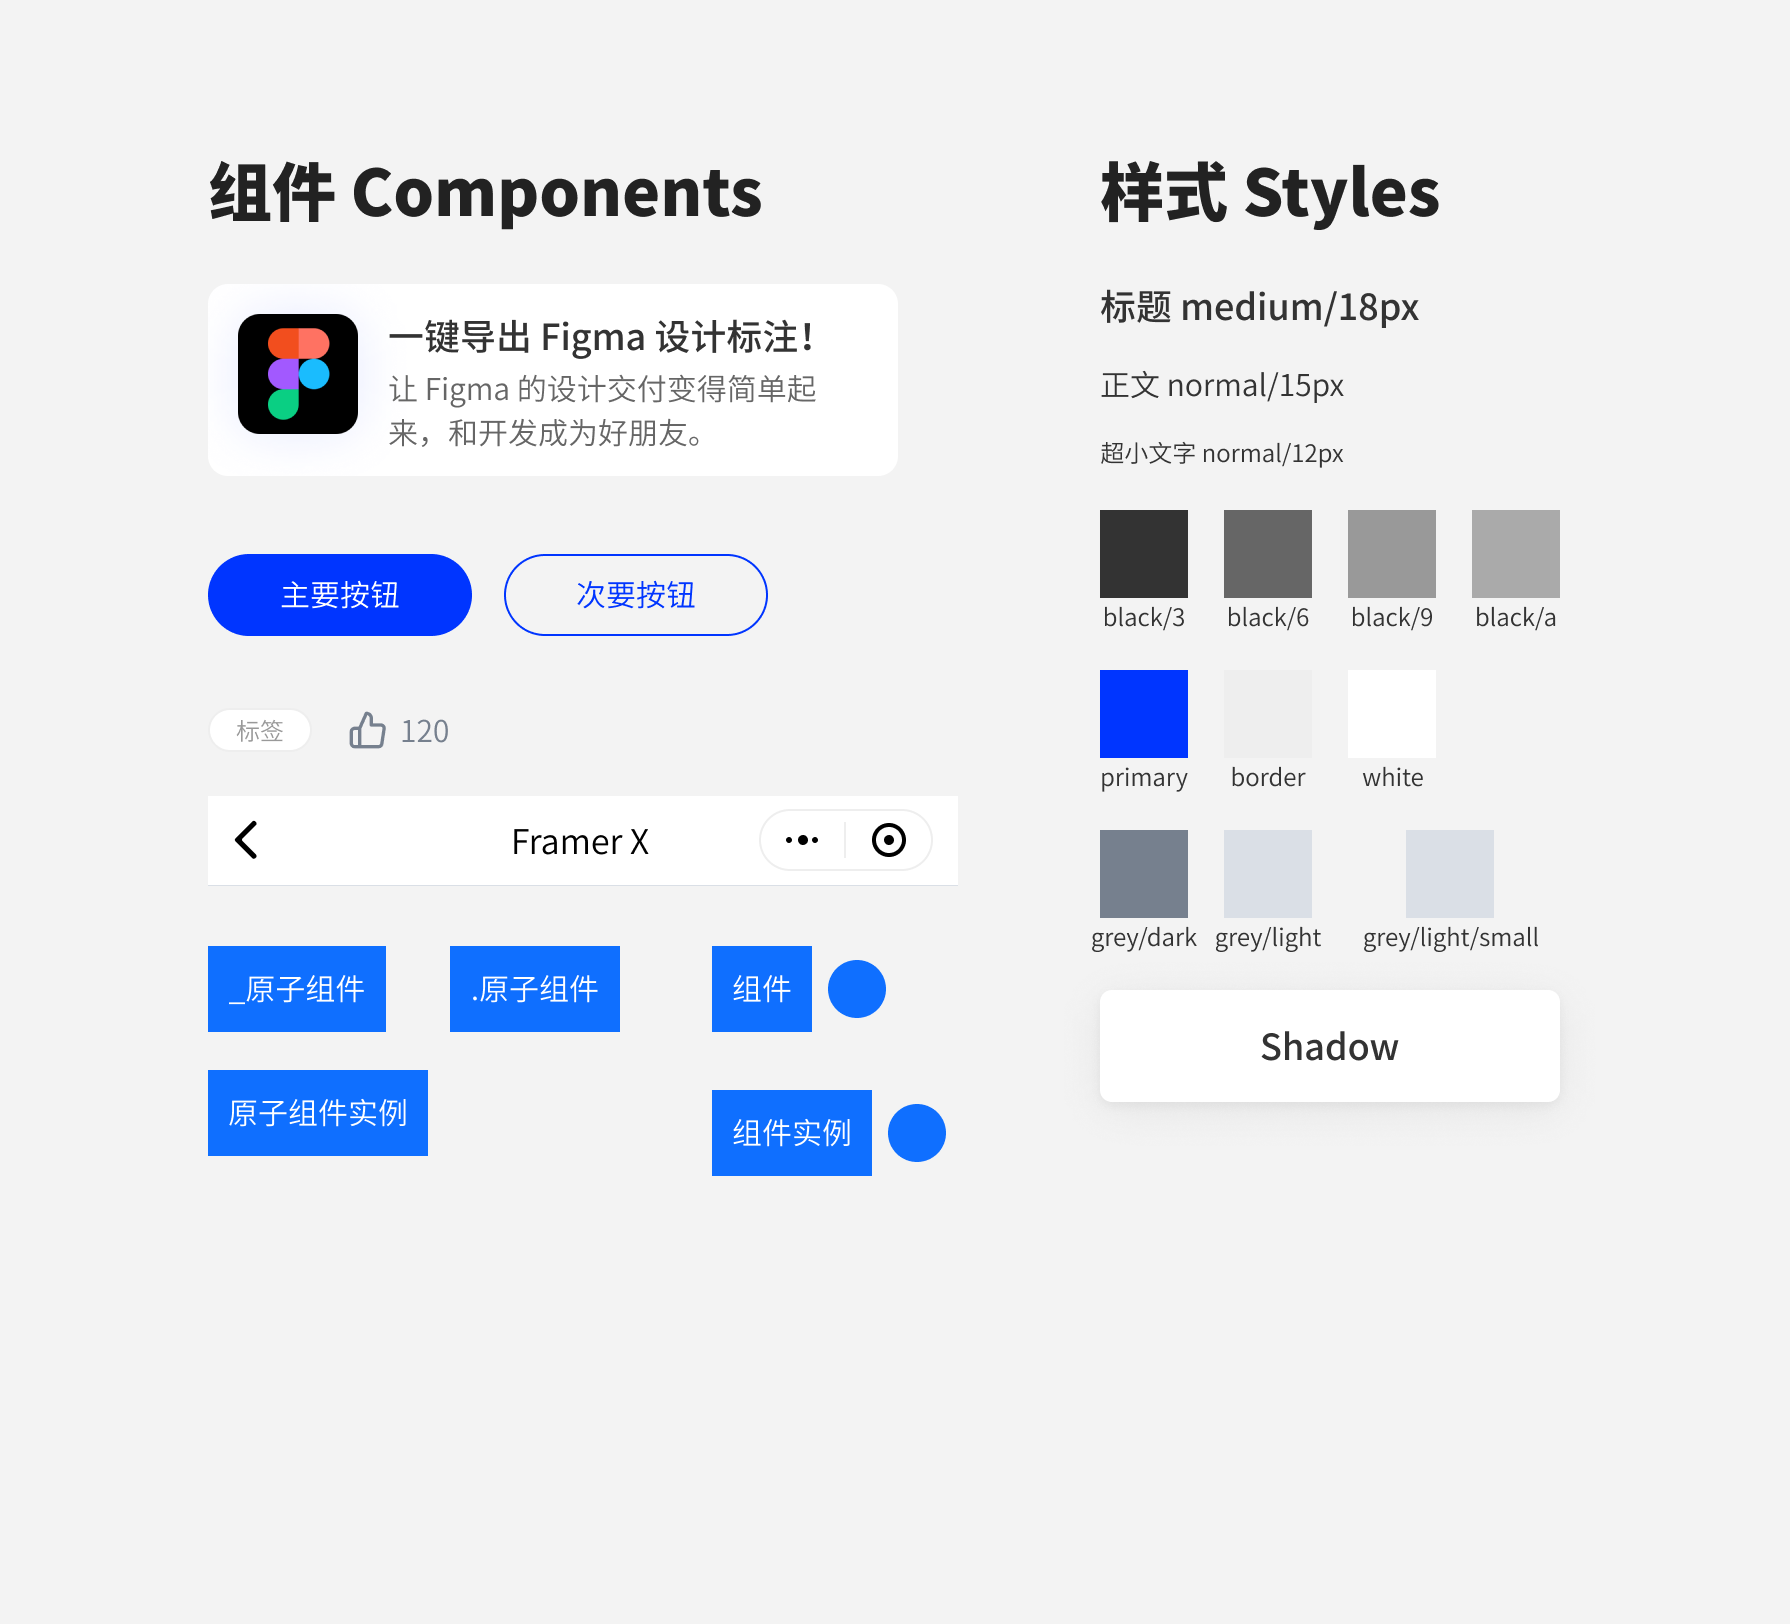 组件 Components
一键导出 Figma 设计标注！
让 Figma 的设计交付变得简单起
来，和开发成为好朋友。
主要按钮
次要按钮
标签
120
Framer X
_原子组件
.原子组件
组件
原子组件实例
组件实例
样式 Styles
标题 medium/18px
正文 normal/15px
超小文字 normal/12px
black/3
black/6
black/9
black/a
primary
border
white
grey/dark
grey/light
grey/light/small
Shadow